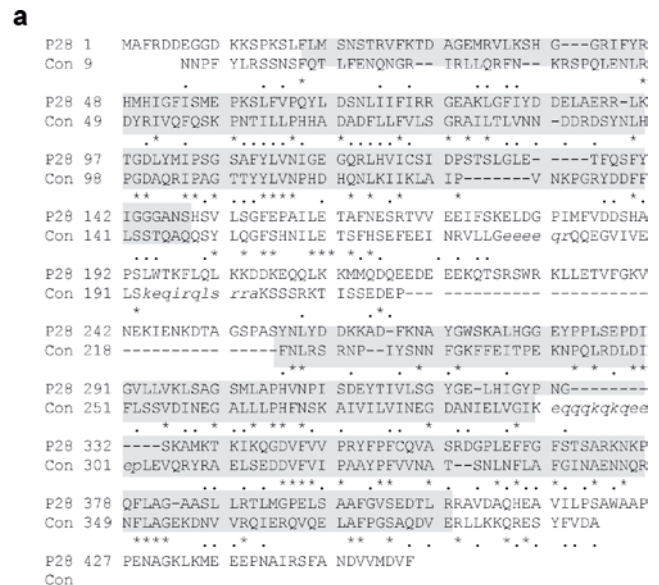 a
P28 1 MAFRDDEGGD KKSPKSLFLM SNSTRVFKTD AGEMRVLKSH G---GRIFYR
Con 9 NNPF YLRSSNSFQT LFENQNGR-- IRLLQRFN-- KRSPQLENLR
P28 48 HMHIGFISME PKSLFVPQYL DSNLIIFIRR GEAKLGFIYD DELAERR-LK
Con 49 DYRIVQFQSK PNTILLPHHA DADFLLFVLS GRAILTLVNN DDRDSYNLH
P28 97 TGDLYMIPSG SAFYLVNIGE GQRLHVICSI DPSTSLGLE- ----TFQSFY
Con 98 PGDAQRIPAG TTYYLVNPHD HQNLKIIKLA IP-------V NKPGRYDDFF
P28 142 IGGGANSHSV LSGFEPAILE TAFNESRTVV EEIFSKELDG PIMFVDDSHA
Con 141 LSSTQAQQSY LQGFSHNILE TSFHSEFEEI NRVLLGeeee qrQQEGVIVE
P28 192 PSLWTKFLQL KKDDKEQQLK KMMQDQEEDE EEKQTSRSWR KLLETVFGKV
Con 191 LSkeqirqls rraKSSSRKT ISSEDEP--- ---------- ----------
P28 242 NEKIENKDTA GSPASYNLYD DKKAD-FKNA YGWSKALHGG EYPPLSEPDI
Con 218 ---------- -----FNLRS RNP--IYSNN FGKFFEITPE KNPQLRDLDI
P28 291 GVLLVKLSAG SMLAPHVNPI SDEYTIVLSG YGE-LHIGYP NG--------
Con 251 FLSSVDINEG ALLLPHFNSK AIVILVINEG DANIELVGIK eqqqkqkqee
P28 332 ----SKAMKT KIKQGDVFVV PRYFPFCQVA SRDGPLEFFG FSTSARKNKP
Con 301 epLEVQRYRA ELSEDDVFVI PAAYPFVVNA T--SNLNFLA FGINAENNQR
P28 378 QFLAG-AASL LRTLMGPELS AAFGVSEDTL RRAVDAQHEA VILPSAWAAP
Con 349 NFLAGEKDNV VRQIERQVQE LAFPGSAQDV ERLLKKQRES YFVDA
P28 427 PENAGKLKME EEPNAIRSFA NDVVMDVF
Con